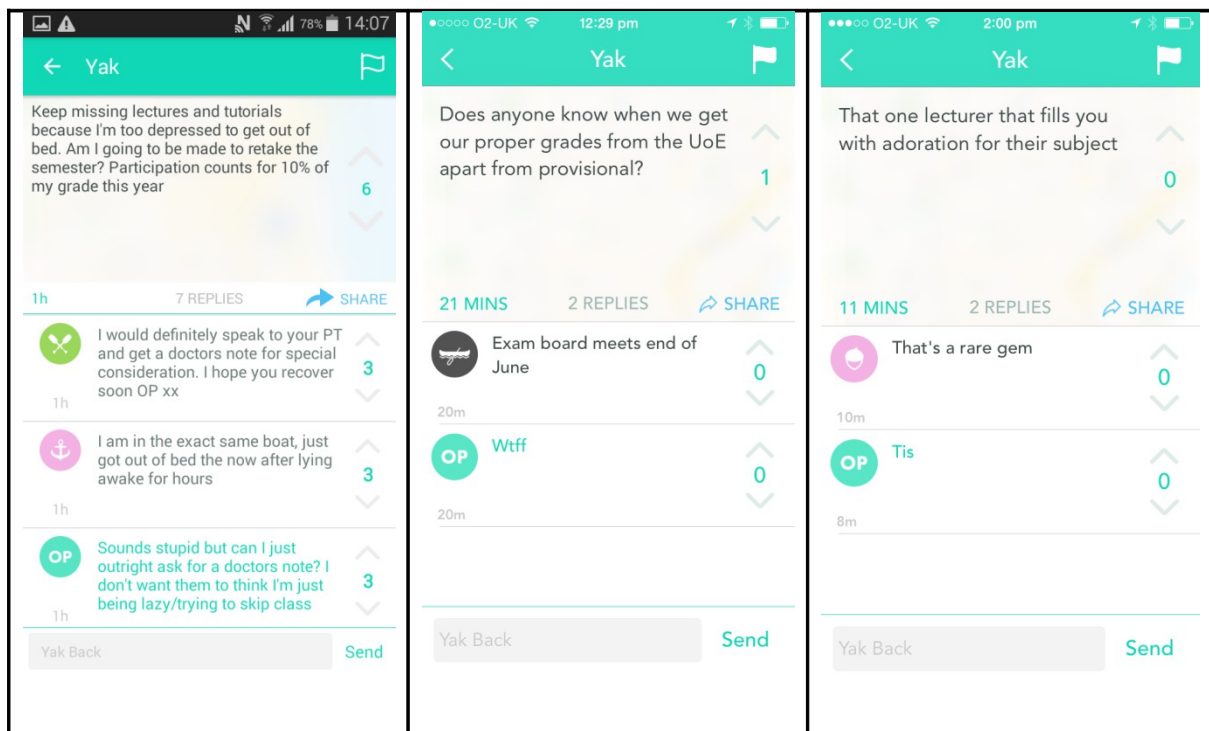 78% 14:07
Yak
Keep missing lectures and tutorials
because I'm too depressed to get out of
bed. Am I going to be made to retake the
semester? Participation counts for 10% of
my grade this year
6
1h 7 REPLIES SHARE
I would definitely speak to your PT
and get a doctors note for special
consideration. I hope you recover
soon OP xx
3
1h
I am in the exact same boat, just
got out of bed the now after lying
awake for hours
3
1h
OP
Sounds stupid but can I just
outright ask for a doctors note? I
don't want them to think I'm just
being lazy/trying to skip class
3
1h
Yak Back Send
O2-UK 12:29 pm
Yak
Does anyone know when we get
our proper grades from the UoE
apart from provisional?
1
21 MINS 2 REPLIES SHARE
Exam board meets end of
June
0
20m
OP Wtff
0
20m
Yak Back Send
O2-UK 2:00 pm
Yak
That one lecturer that fills you
with adoration for their subject
0
11 MINS 2 REPLIES SHARE
That's a rare gem
0
10m
OP Tis
0
8m
Yak Back Send